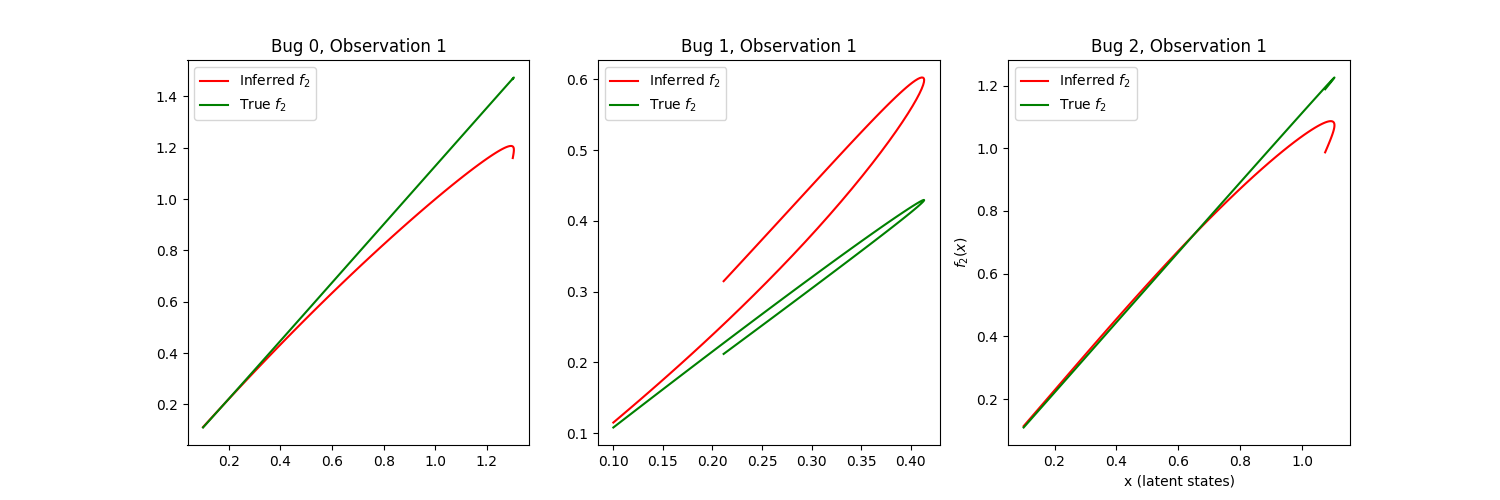 Bug 0, Observation 1
Inferred f₂
True f₂
1.4
1.2
1.0
0.8
0.6
0.4
0.2
0.2 0.4 0.6 0.8 1.0 1.2
Bug 1, Observation 1
Inferred f₂
True f₂
0.6
0.5
0.4
0.3
0.2
0.1
0.10 0.15 0.20 0.25 0.30 0.35 0.40
Bug 2, Observation 1
Inferred f₂
True f₂
f₂(x)
1.2
1.0
0.8
0.6
0.4
0.2
0.2 0.4 0.6 0.8 1.0
x (latent states)